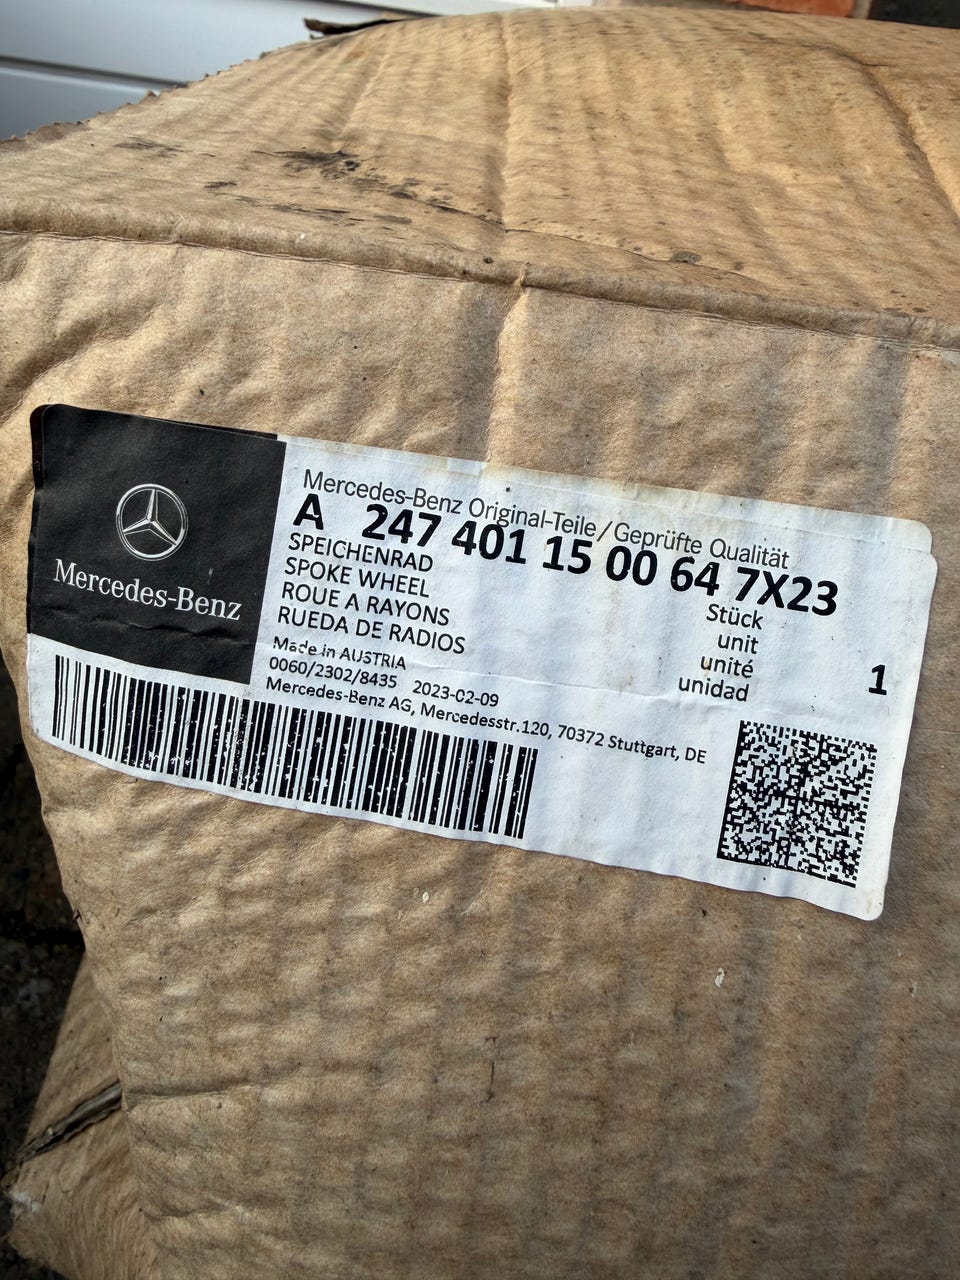 Mercedes-Benz
Mercedes-Benz Original-Teile/Geprüfte Qualität
A 247 401 15 00 64 7X23
SPEICHENRAD
SPOKE WHEEL
ROUE A RAYONS
RUEDA DE RADIOS
Stück
unit
unité
unidad
1
Made in AUSTRIA
0060/2302/8435 2023-02-09
Mercedes-Benz AG, Mercedesstr.120, 70372 Stuttgart, DE